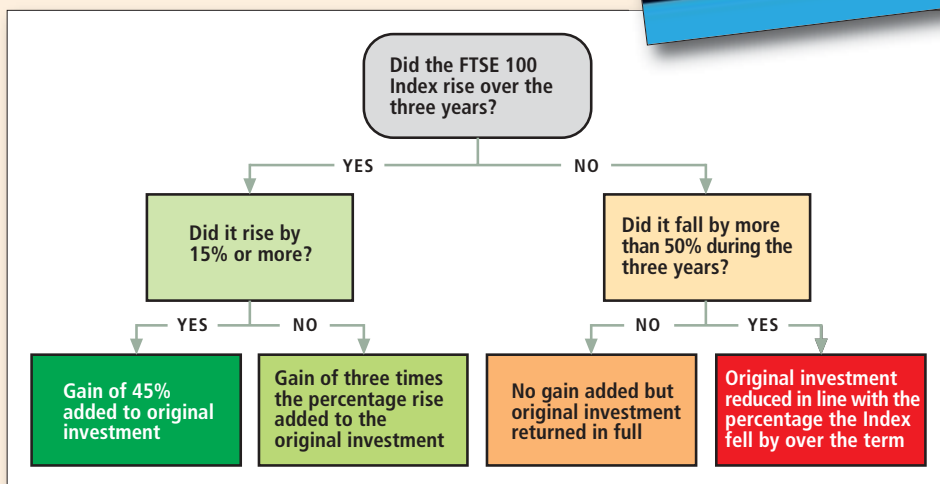 Did the FTSE 100
Index rise over the
three years?
YES
NO
Did it rise by
15% or more?
Did it fall by more
than 50% during the
three years?
YES
NO
NO
YES
Gain of 45%
added to original
investment
Gain of three times
the percentage rise
added to the
original investment
No gain added but
original investment
returned in full
Original investment
reduced in line with the
percentage the Index
fell by over the term